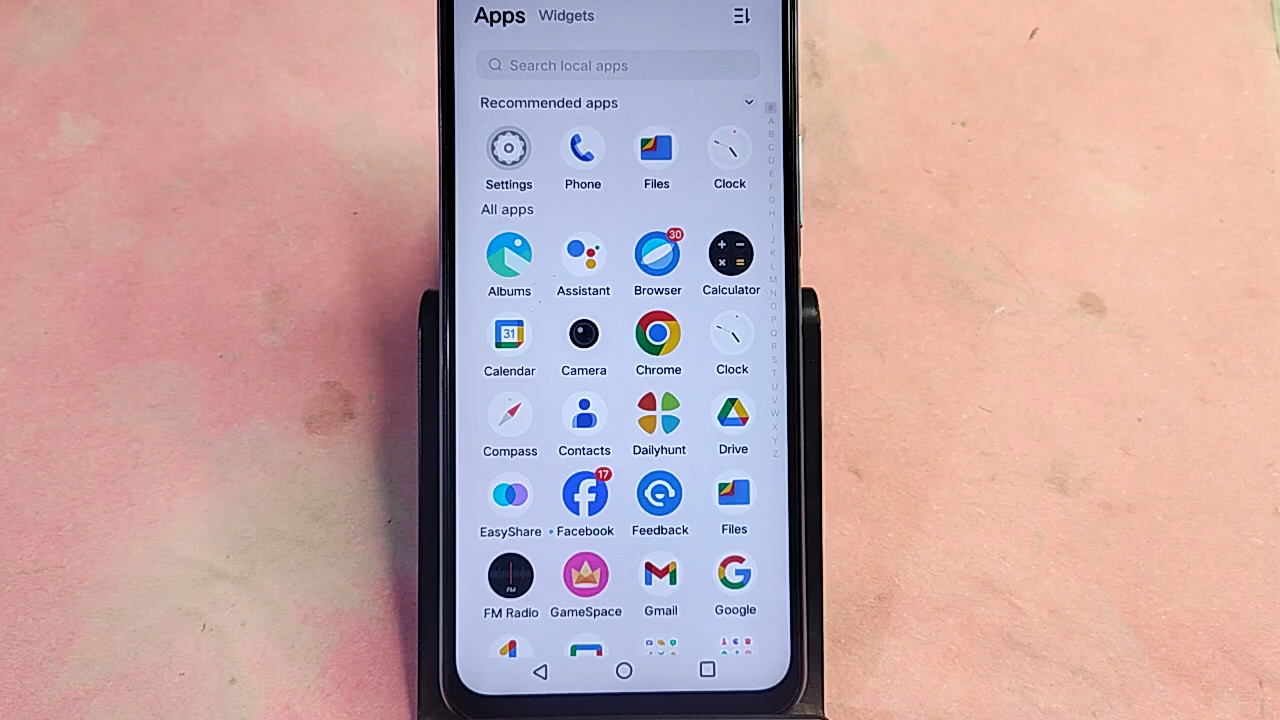 Apps Widgets
Search local apps
Recommended apps
Settings Phone Files Clock
All apps
30
Albums Assistant Browser Calculator
31
Calendar Camera Chrome Clock
Compass Contacts Dailyhunt Drive
17
EasyShare Facebook Feedback Files
FM
FM Radio GameSpace Gmail Google
#
A
B
C
D
E
F
G
H
I
J
K
L
M
N
O
P
Q
R
S
T
U
V
W
X
Y
Z